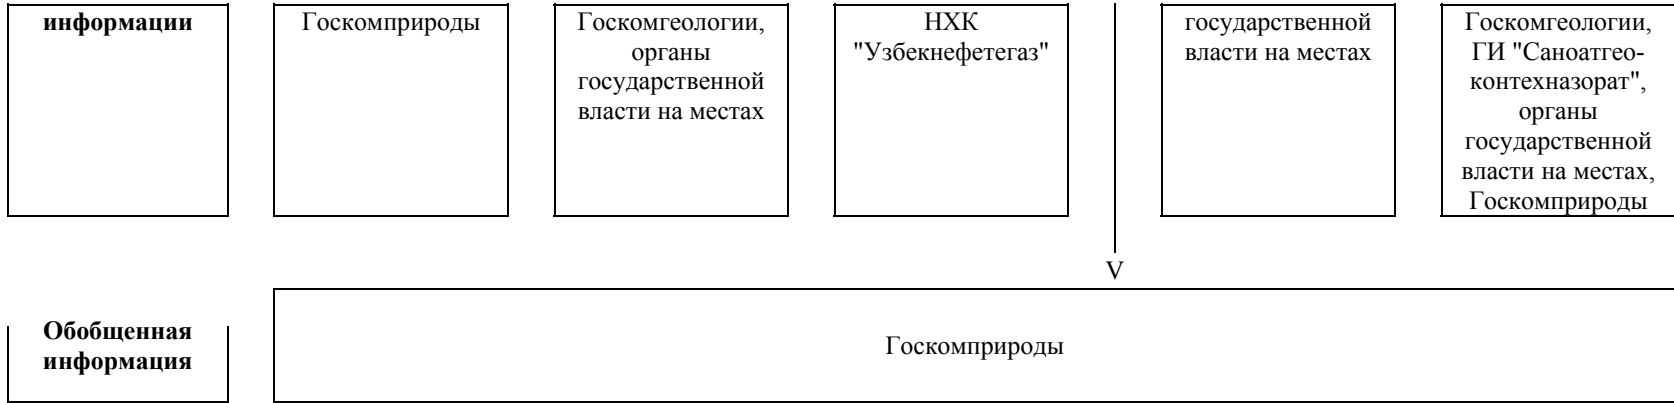 информации
Госкомприроды
Госкомгеологии,
органы
государственной
власти на местах
НХК
"Узбекнефтегаз"
государственной
власти на местах
Госкомгеологии,
ГИ "Саноатгео-
контехназорат",
органы
государственной
власти на местах,
Госкомприроды
V
Обобщенная
информация
Госкомприроды